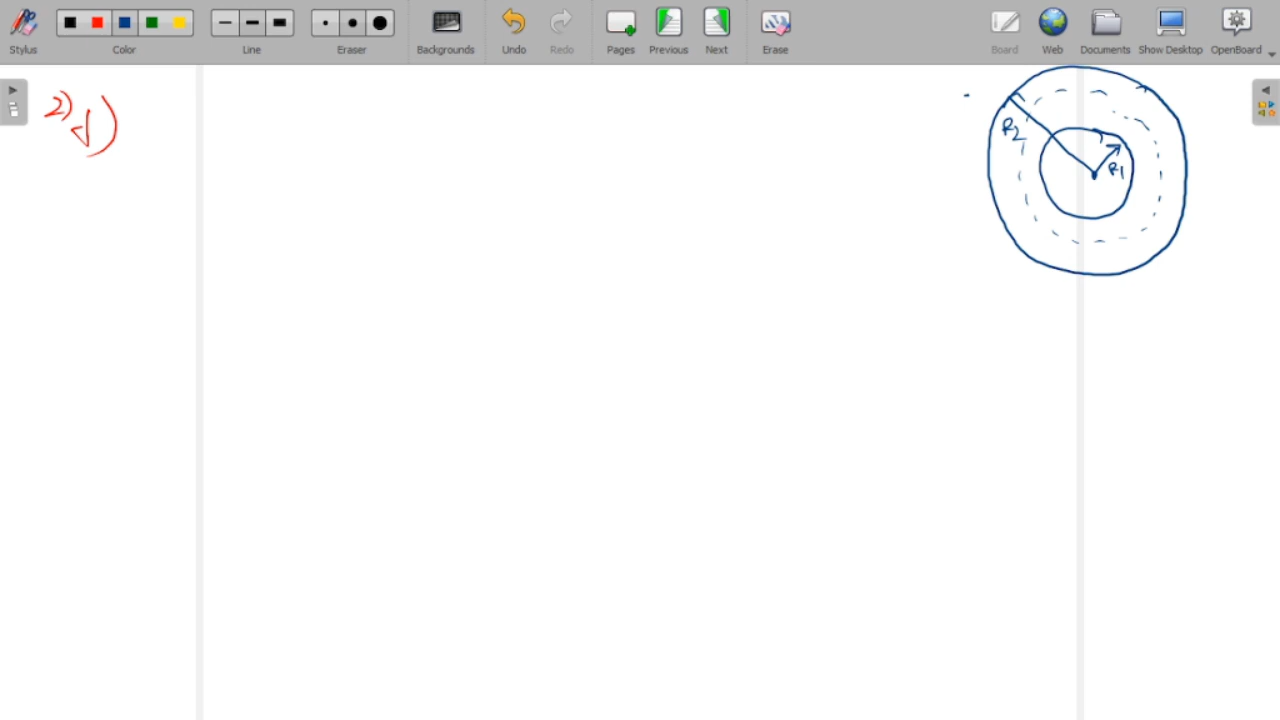 Stylus
Color
Line
Eraser
Backgrounds
Undo
Redo
Pages
Previous
Next
Erase
Board
Web
Documents
Show Desktop
OpenBoard
2)
R2
R1